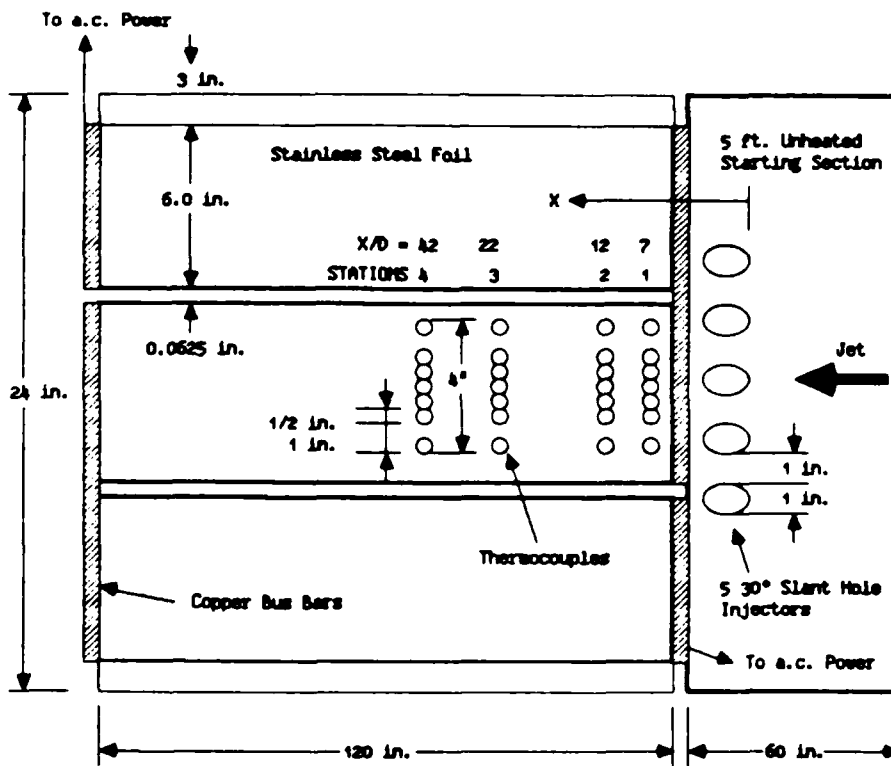 To a.c. Power
3 in.
Stainless Steel Foil
5 ft. Unheated
Starting Section
6.0 in.
X
X/D = 42 22 12 7
STATIONS 4 3 2 1
0.0625 in.
Jet
24 in.
4"
1/2 in.
1 in.
1 in.
1 in.
Thermocouples
Copper Bus Bars
5 30° Slant Hole
Injectors
To a.c. Power
120 in.
60 in.